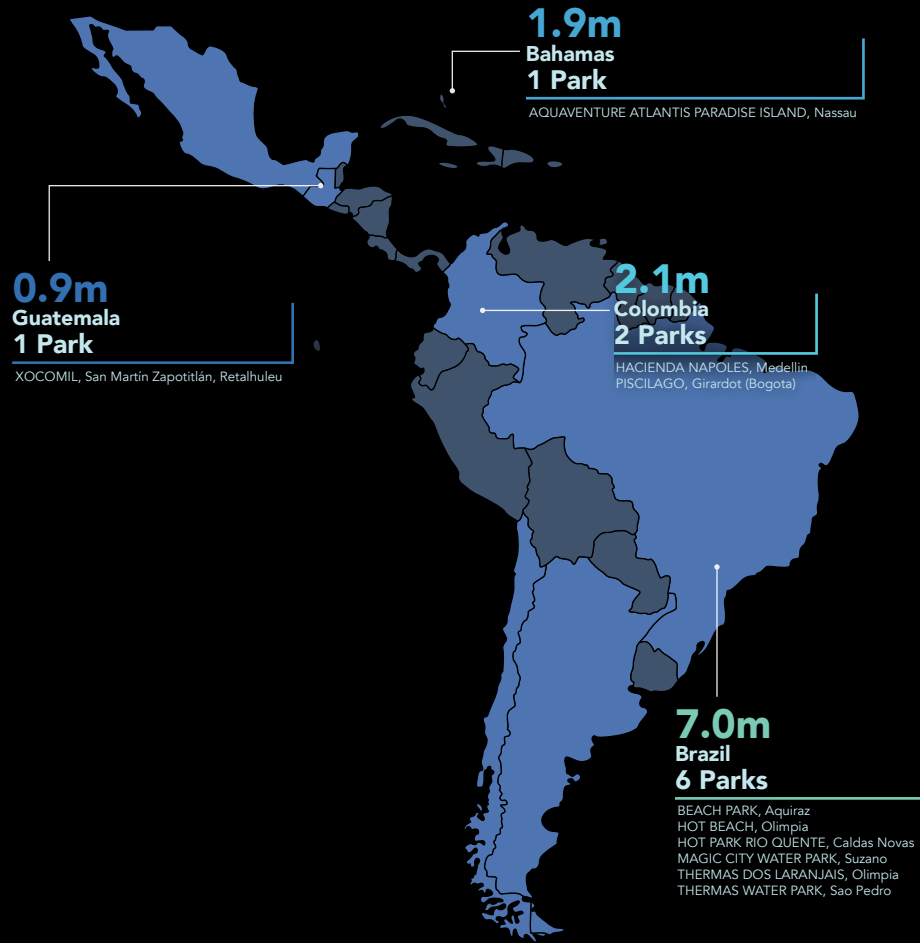 1.9m
Bahamas
1 Park
AQUAVENTURE ATLANTIS PARADISE ISLAND, Nassau
0.9m
Guatemala
1 Park
XOCOMIL, San Martín Zapotitlán, Retalhuleu
2.1m
Colombia
2 Parks
HACIENDA NAPOLES, Medellin
PISCILAGO, Girardot (Bogota)
7.0m
Brazil
6 Parks
BEACH PARK, Aquiraz
HOT BEACH, Olimpia
HOT PARK RIO QUENTE, Caldas Novas
MAGIC CITY WATER PARK, Suzano
THERMAS DOS LARANJAIS, Olimpia
THERMAS WATER PARK, Sao Pedro